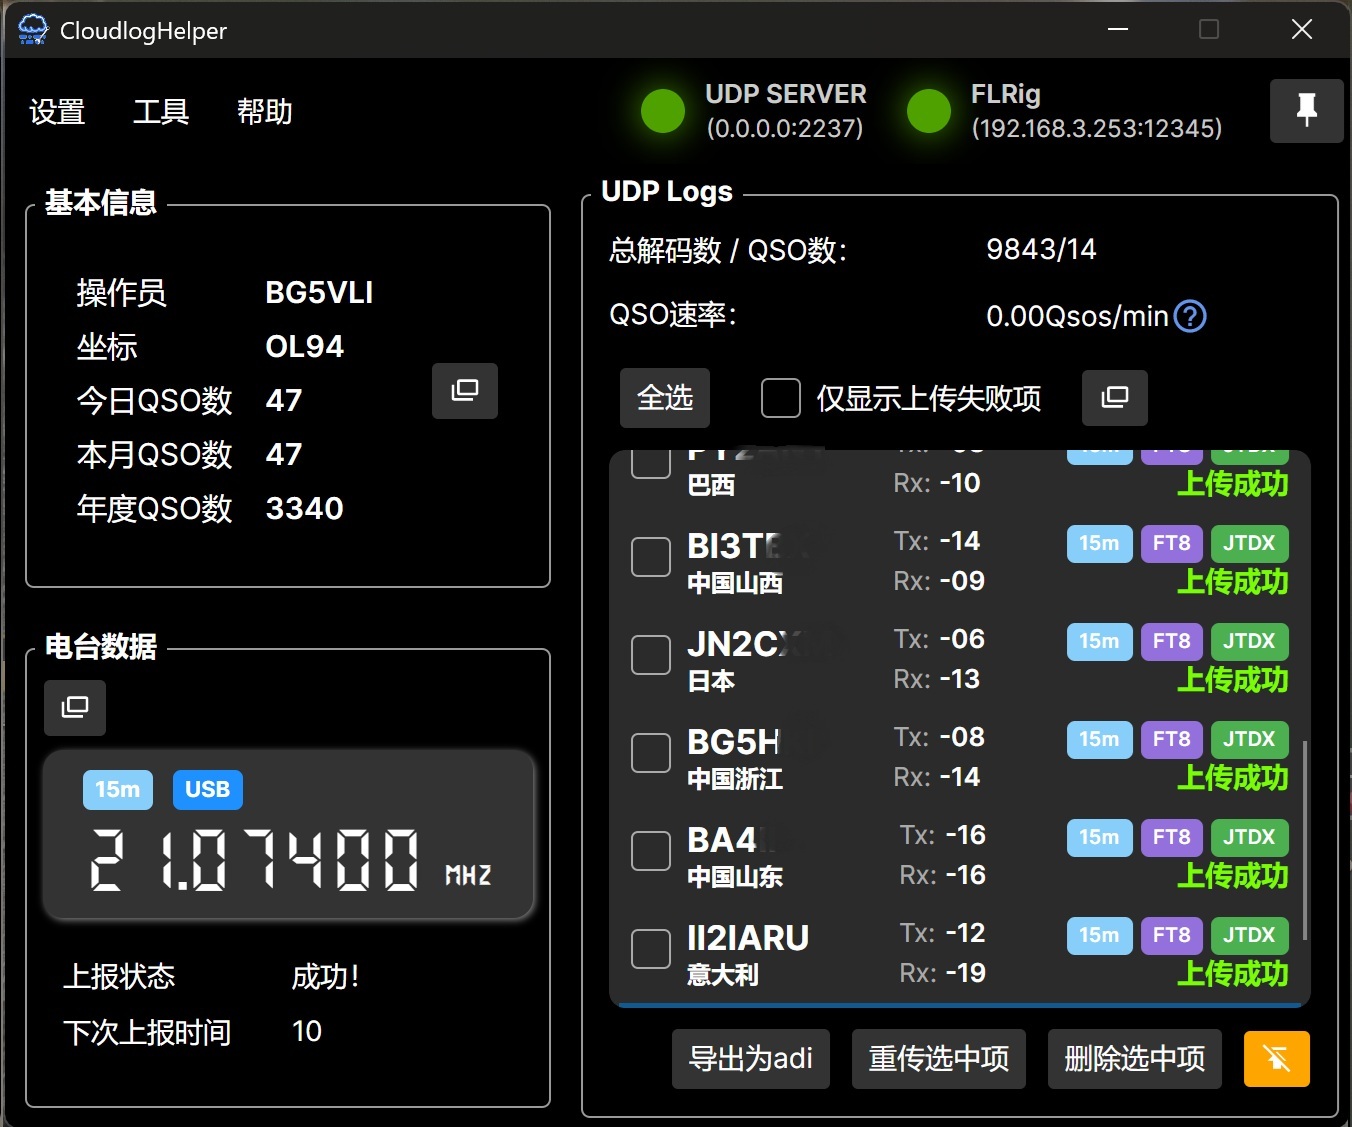 CloudlogHelper
设置 工具 帮助
UDP SERVER
(0.0.0.0:2237)
FLRig
(192.168.3.253:12345)
基本信息
操作员 BG5VLI
坐标 OL94
今日QSO数 47
本月QSO数 47
年度QSO数 3340
电台数据
15m USB
21.07400 MHZ
上报状态 成功!
下次上报时间 10
UDP Logs
总解码数 / QSO数: 9843/14
QSO速率: 0.00Qsos/min
全选 仅显示上传失败项
巴西 Rx: -10 上传成功
BI3T Tx: -14 15m FT8 JTDX
中国山西 Rx: -09 上传成功
JN2C Tx: -06 15m FT8 JTDX
日本 Rx: -13 上传成功
BG5H Tx: -08 15m FT8 JTDX
中国浙江 Rx: -14 上传成功
BA4 Tx: -16 15m FT8 JTDX
中国山东 Rx: -16 上传成功
II2IARU Tx: -12 15m FT8 JTDX
意大利 Rx: -19 上传成功
导出为adi 重传选中项 删除选中项